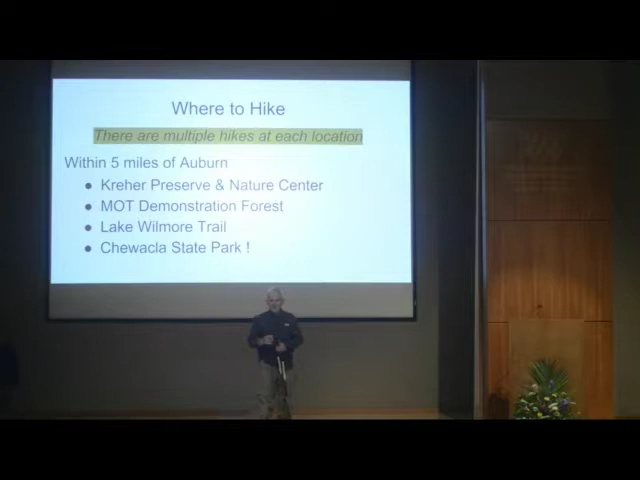 Where to Hike
There are multiple hikes at each location
Within 5 miles of Auburn
● Kreher Preserve & Nature Center
● MOT Demonstration Forest
● Lake Wilmore Trail
● Chewacla State Park !